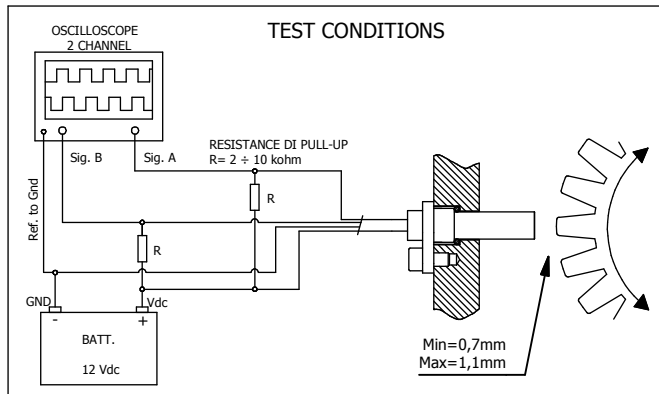 TEST CONDITIONS
OSCILLOSCOPE
2 CHANNEL
Sig. B
Sig. A
Ref. to Gnd
RESISTANCE DI PULL-UP
R= 2 ÷ 10 kohm
R
R
GND
Vdc
- +
BATT.
12 Vdc
Min=0,7mm
Max=1,1mm